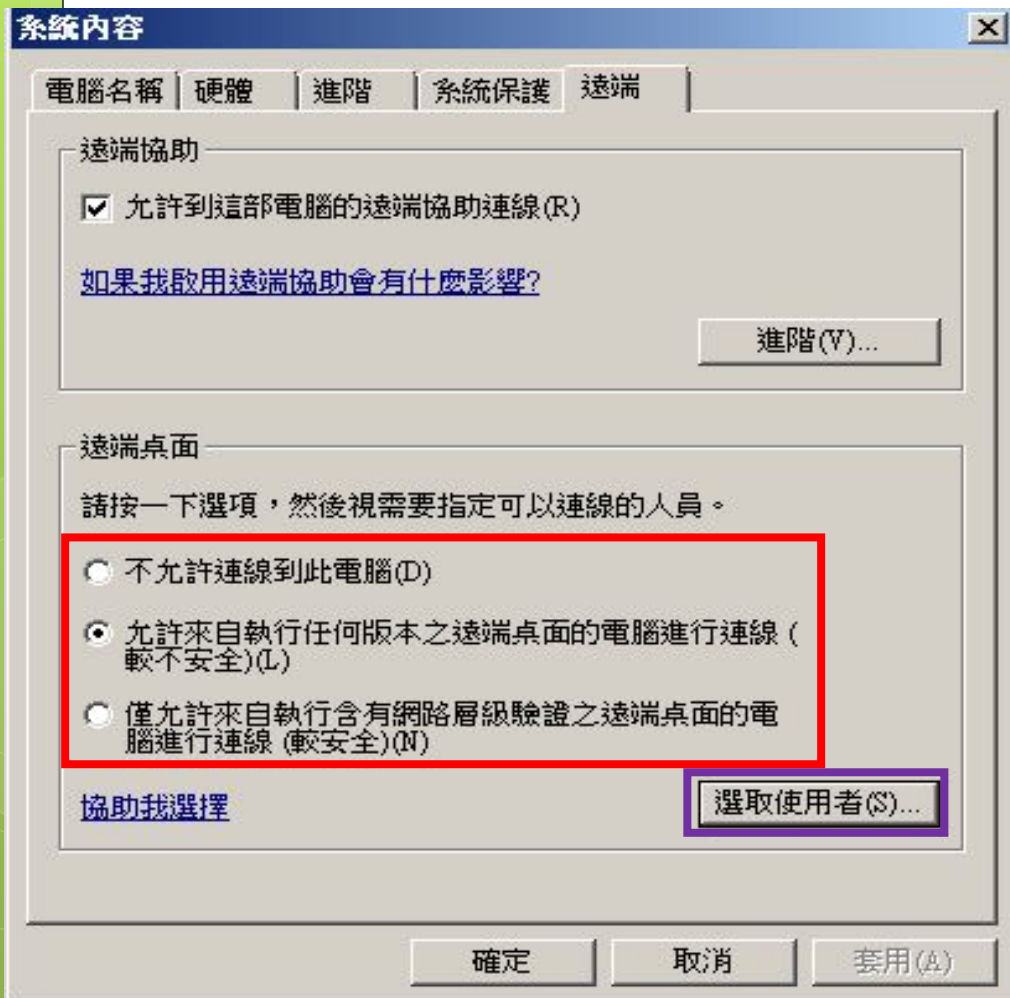 系統內容
電腦名稱 硬體 進階 系統保護 遠端
遠端協助
允許到這部電腦的遠端協助連線(R)
如果我啟用遠端協助會有什麼影響?
進階(V)...
遠端桌面
請按一下選項，然後視需要指定可以連線的人員。
不允許連線到此電腦(D)
允許來自執行任何版本之遠端桌面的電腦進行連線 (
較不安全)(L)
僅允許來自執行含有網路層級驗證之遠端桌面的電
腦進行連線 (較安全)(N)
協助我選擇
選取使用者(S)...
確定 取消 套用(A)